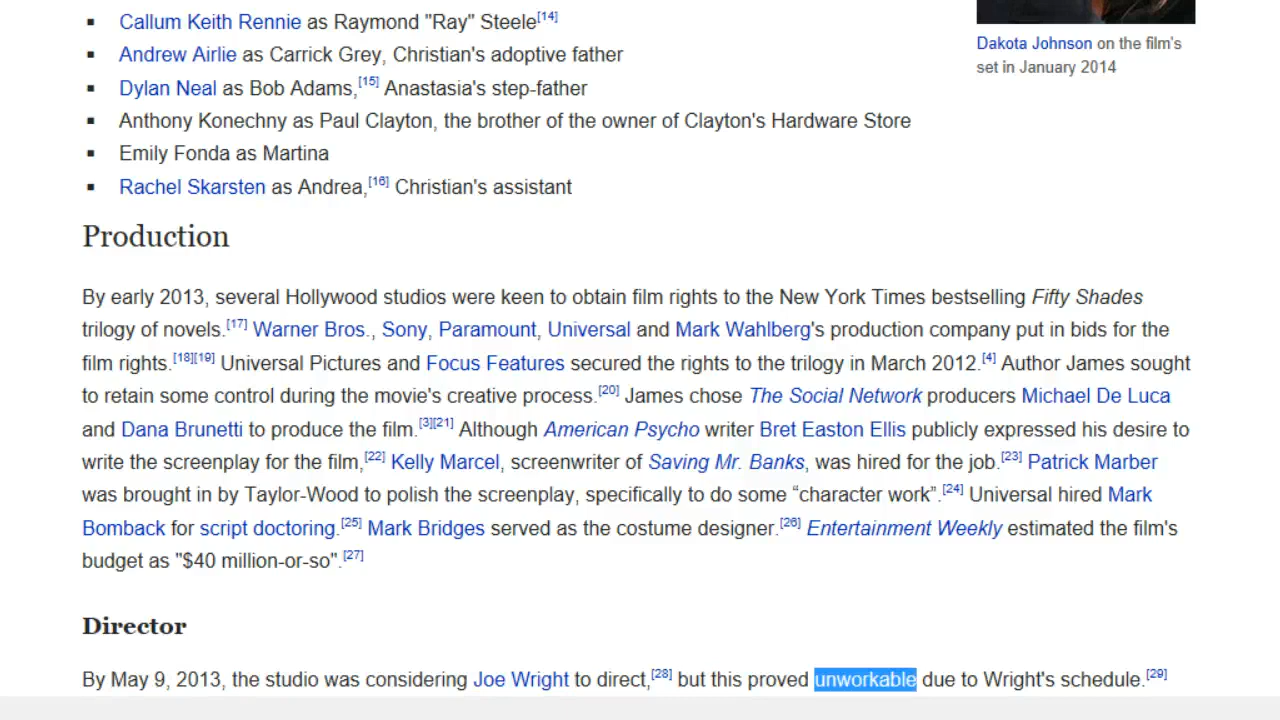 ▪ Callum Keith Rennie as Raymond "Ray" Steele[14]
▪ Andrew Airlie as Carrick Grey, Christian's adoptive father
▪ Dylan Neal as Bob Adams,[15] Anastasia's step-father
▪ Anthony Konechny as Paul Clayton, the brother of the owner of Clayton's Hardware Store
▪ Emily Fonda as Martina
▪ Rachel Skarsten as Andrea,[16] Christian's assistant
Dakota Johnson on the film's
set in January 2014
Production
By early 2013, several Hollywood studios were keen to obtain film rights to the New York Times bestselling Fifty Shades
trilogy of novels.[17] Warner Bros., Sony, Paramount, Universal and Mark Wahlberg's production company put in bids for the
film rights.[18][19] Universal Pictures and Focus Features secured the rights to the trilogy in March 2012.[4] Author James sought
to retain some control during the movie's creative process.[20] James chose The Social Network producers Michael De Luca
and Dana Brunetti to produce the film.[3][21] Although American Psycho writer Bret Easton Ellis publicly expressed his desire to
write the screenplay for the film,[22] Kelly Marcel, screenwriter of Saving Mr. Banks, was hired for the job.[23] Patrick Marber
was brought in by Taylor-Wood to polish the screenplay, specifically to do some “character work”.[24] Universal hired Mark
Bomback for script doctoring.[25] Mark Bridges served as the costume designer.[26] Entertainment Weekly estimated the film's
budget as "$40 million-or-so".[27]
Director
By May 9, 2013, the studio was considering Joe Wright to direct,[28] but this proved unworkable due to Wright's schedule.[29]